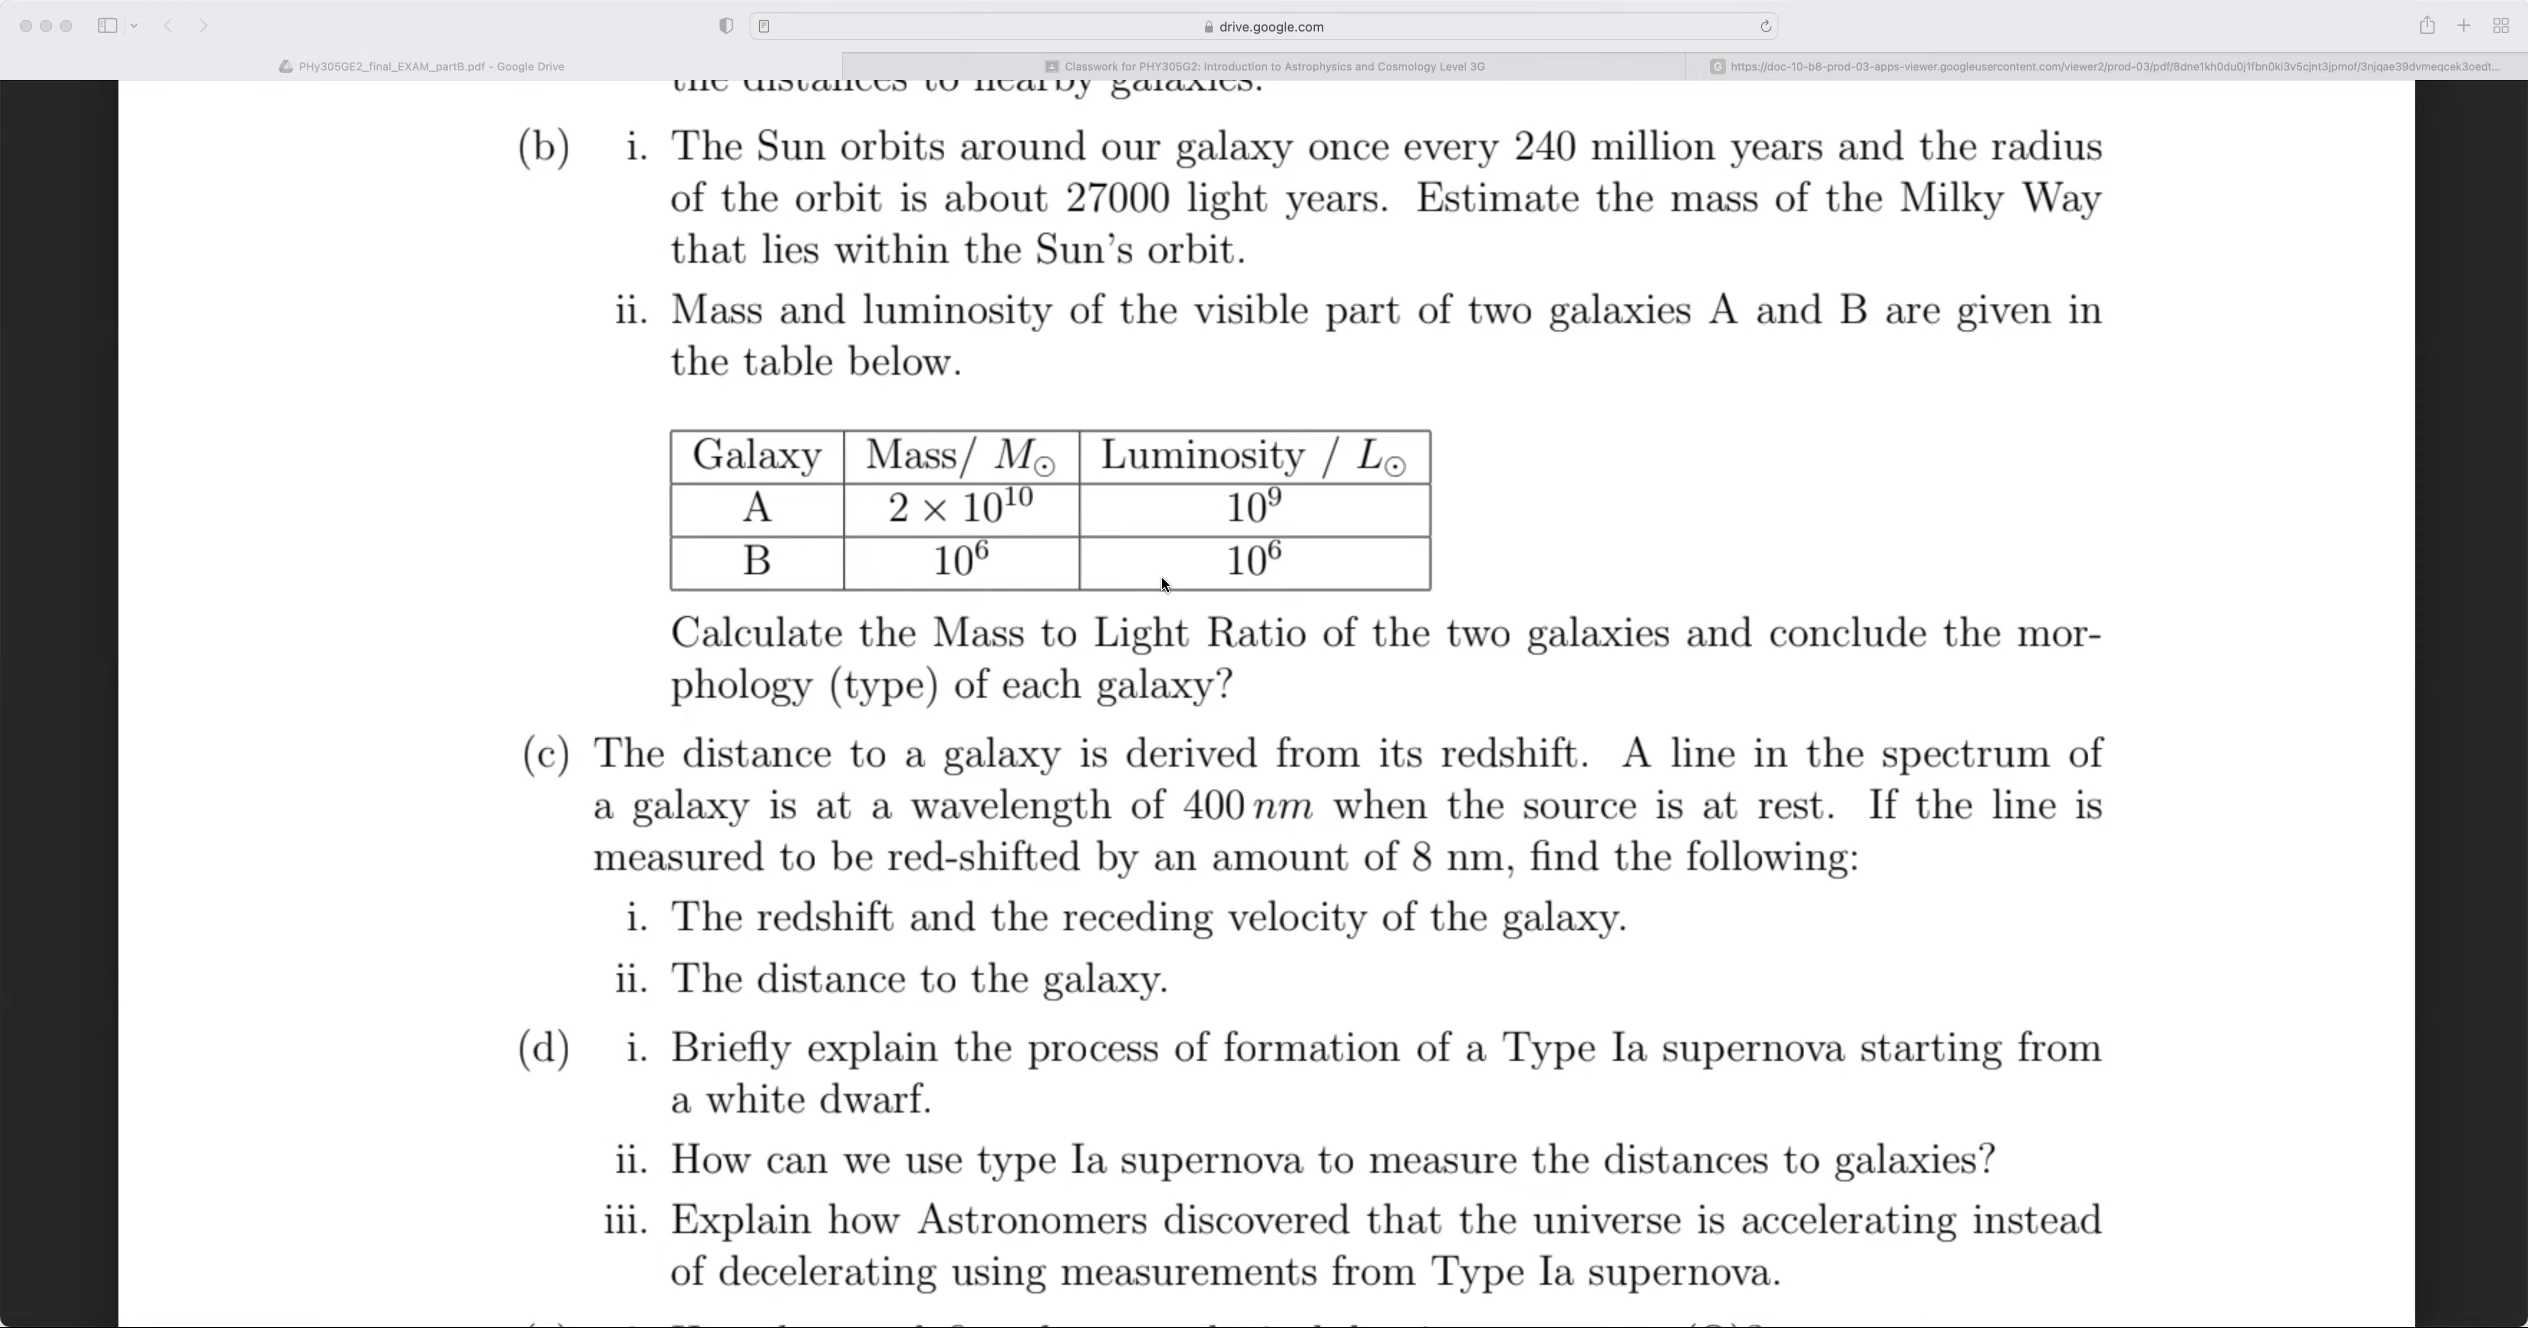 drive.google.com
PHy305GE2_final_EXAM_partB.pdf - Google Drive
Classwork for PHY305G2: Introduction to Astrophysics and Cosmology Level 3G
the distances to nearby galaxies.
(b) i. The Sun orbits around our galaxy once every 240 million years and the radius
of the orbit is about 27000 light years. Estimate the mass of the Milky Way
that lies within the Sun's orbit.
ii. Mass and luminosity of the visible part of two galaxies A and B are given in
the table below.
Galaxy Mass/ M⊙ Luminosity / L⊙
A 2 × 10¹⁰ 10⁹
B 10⁶ 10⁶
Calculate the Mass to Light Ratio of the two galaxies and conclude the mor-
phology (type) of each galaxy?
(c) The distance to a galaxy is derived from its redshift. A line in the spectrum of
a galaxy is at a wavelength of 400 nm when the source is at rest. If the line is
measured to be red-shifted by an amount of 8 nm, find the following:
i. The redshift and the receding velocity of the galaxy.
ii. The distance to the galaxy.
(d) i. Briefly explain the process of formation of a Type Ia supernova starting from
a white dwarf.
ii. How can we use type Ia supernova to measure the distances to galaxies?
iii. Explain how Astronomers discovered that the universe is accelerating instead
of decelerating using measurements from Type Ia supernova.